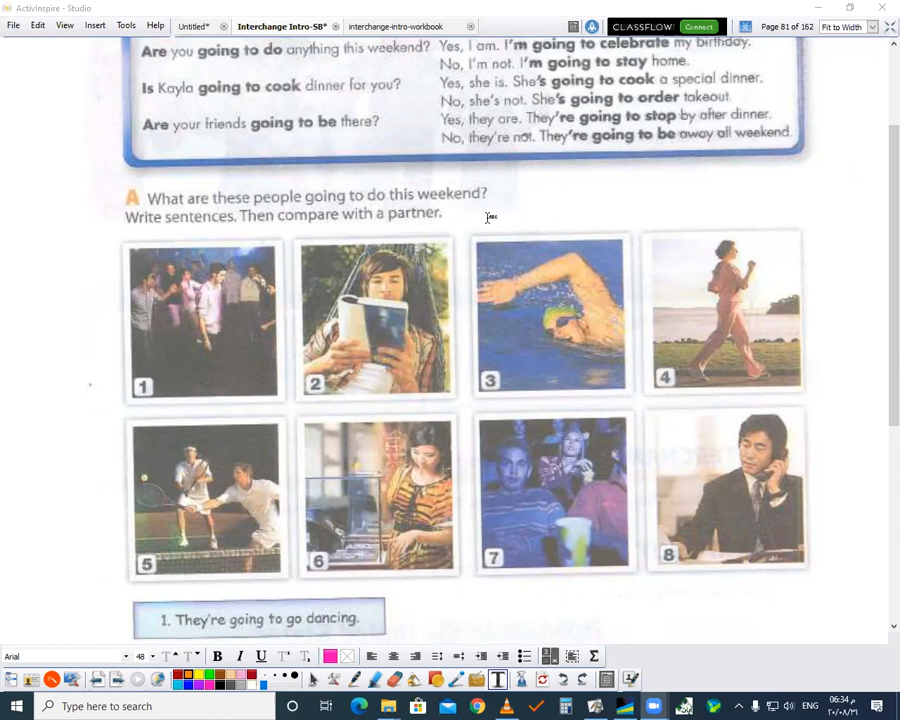 ActivInspire - Studio
File Edit View Insert Tools Help Untitled* Interchange Intro-SB* interchange-intro-workbook CLASSFLOW Connect Page 81 of 162 Fit to Width
Are you going to do anything this weekend? Yes, I am. I'm going to celebrate my birthday.
No, I'm not. I'm going to stay home.
Is Kayla going to cook dinner for you? Yes, she is. She's going to cook a special dinner.
No, she's not. She's going to order takeout.
Are your friends going to be there? Yes, they are. They're going to stop by after dinner.
No, they're not. They're going to be away all weekend.
A What are these people going to do this weekend?
Write sentences. Then compare with a partner.
1
2
3
4
5
6
7
8
1. They're going to go dancing.
Arial 48 B I U
Type here to search
ENG
06:34 م